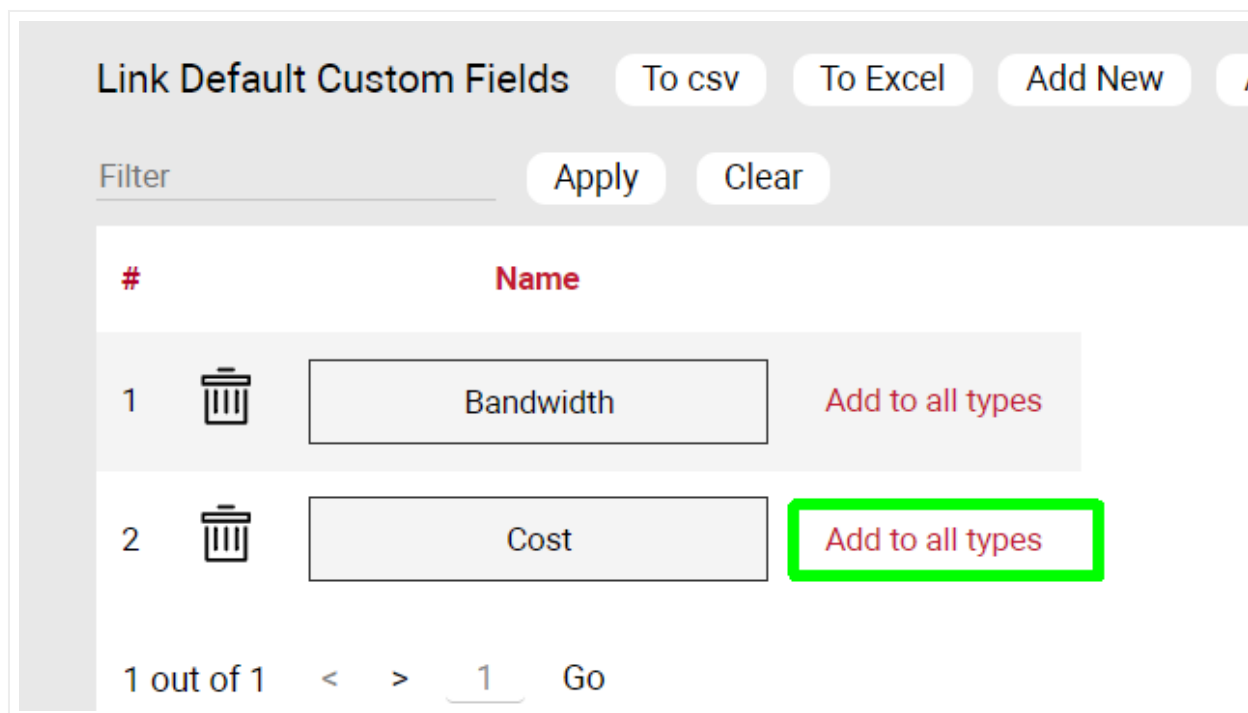 Link Default Custom Fields To csv To Excel Add New
Filter Apply Clear
# Name
1 Bandwidth Add to all types
2 Cost Add to all types
1 out of 1 < > 1 Go